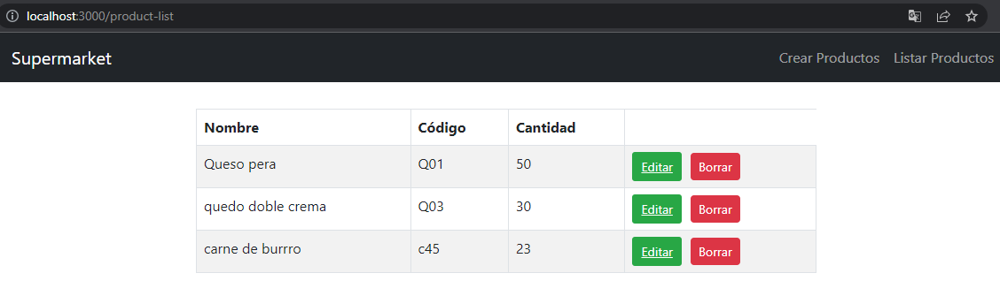 localhost:3000/product-list
Supermarket Crear Productos Listar Productos
Nombre Código Cantidad
Queso pera Q01 50 Editar Borrar
quedo doble crema Q03 30 Editar Borrar
carne de burrro c45 23 Editar Borrar